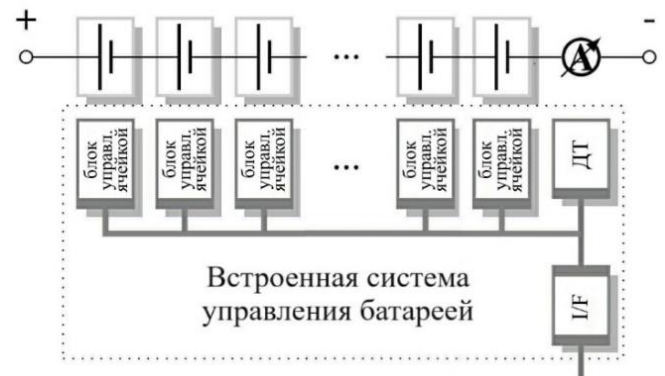 + -
... A
блок управл. ячейкой
блок управл. ячейкой
блок управл. ячейкой
...
блок управл. ячейкой
блок управл. ячейкой
ДТ
Встроенная система
управления батареей
I/F